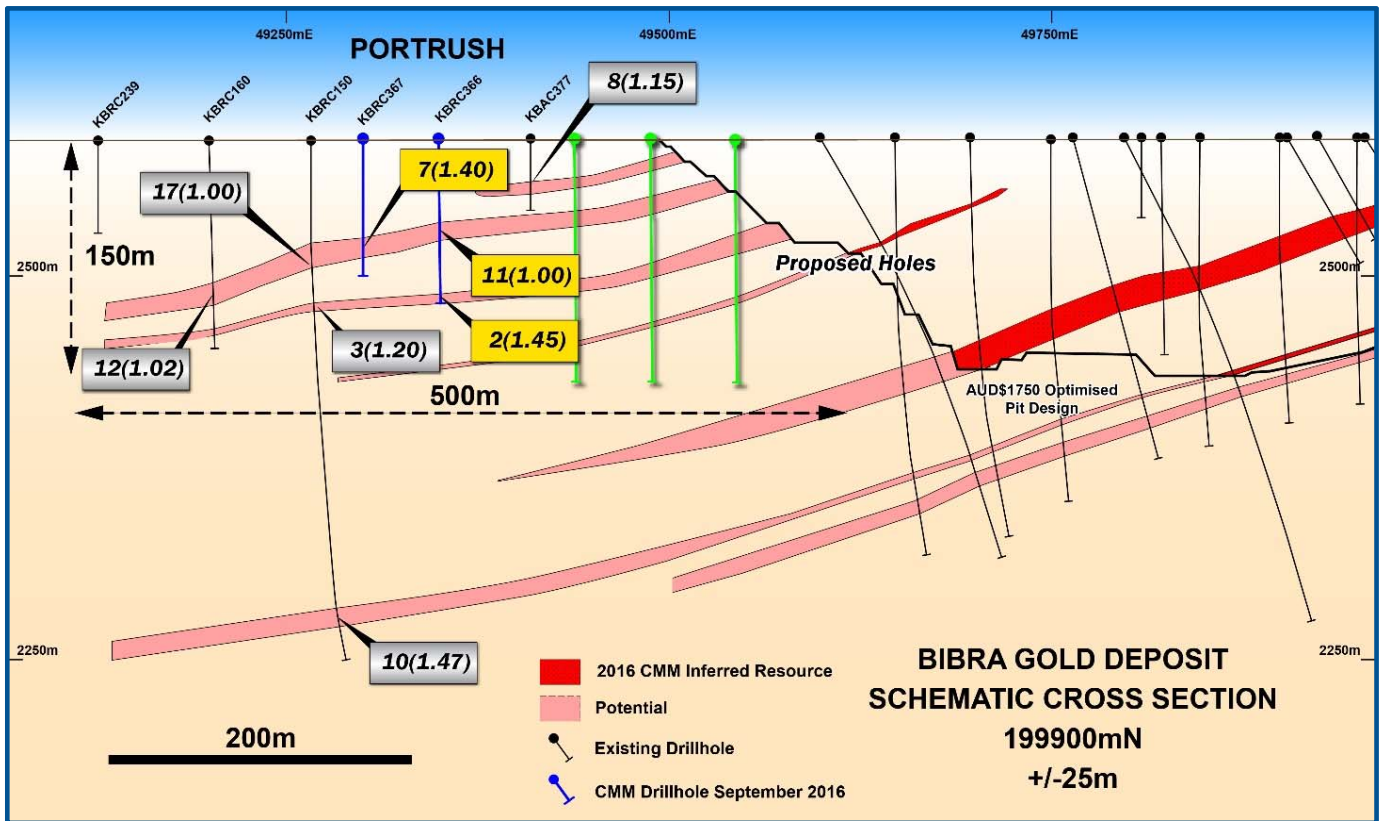 49250mE
49500mE
49750mE
PORTRUSH
KBRC239
KBRC160
KBRC150
KBRC367
KBRC366
KBAC377
8(1.15)
7(1.40)
17(1.00)
150m
2500m
11(1.00)
Proposed Holes
2500m
2(1.45)
3(1.20)
12(1.02)
500m
AUD$1750 Optimised
Pit Design
2250m
10(1.47)
2250m
2016 CMM Inferred Resource
Potential
Existing Drillhole
CMM Drillhole September 2016
BIBRA GOLD DEPOSIT
SCHEMATIC CROSS SECTION
199900mN
+/-25m
200m